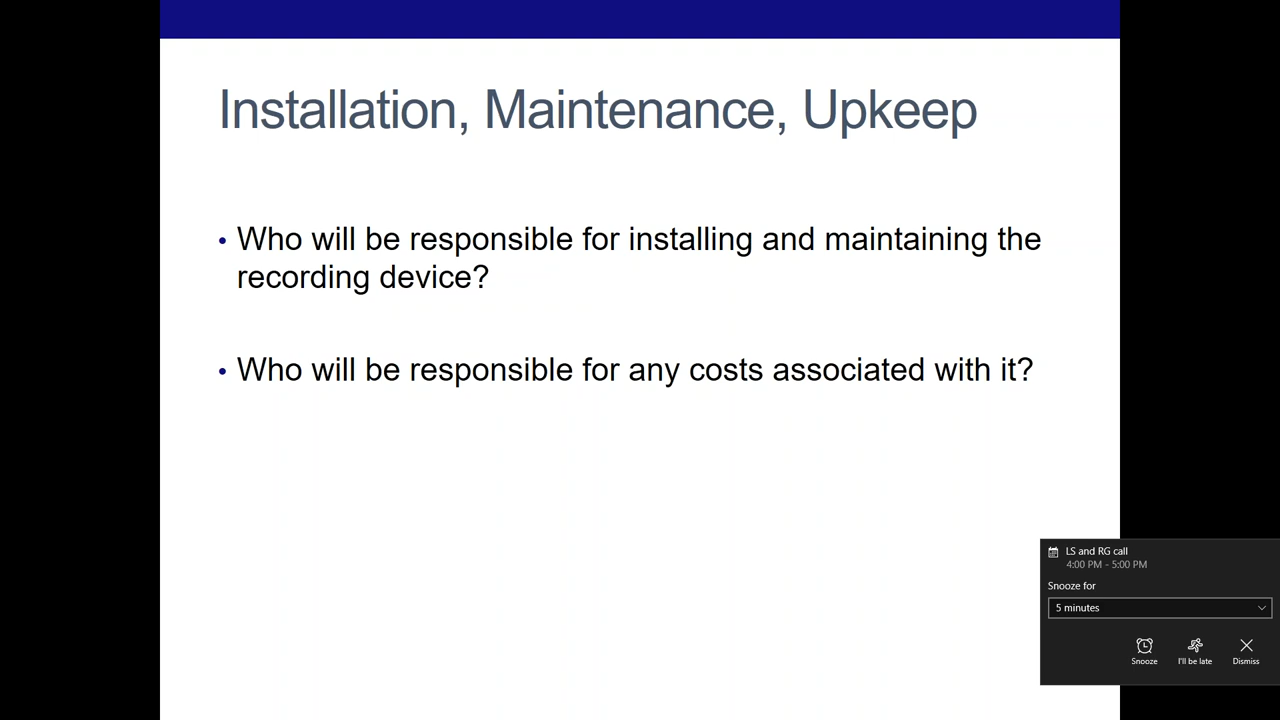 Installation, Maintenance, Upkeep
• Who will be responsible for installing and maintaining the
recording device?
• Who will be responsible for any costs associated with it?
LS and RG call
4:00 PM - 5:00 PM
Snooze for
5 minutes
Snooze
I'll be late
Dismiss